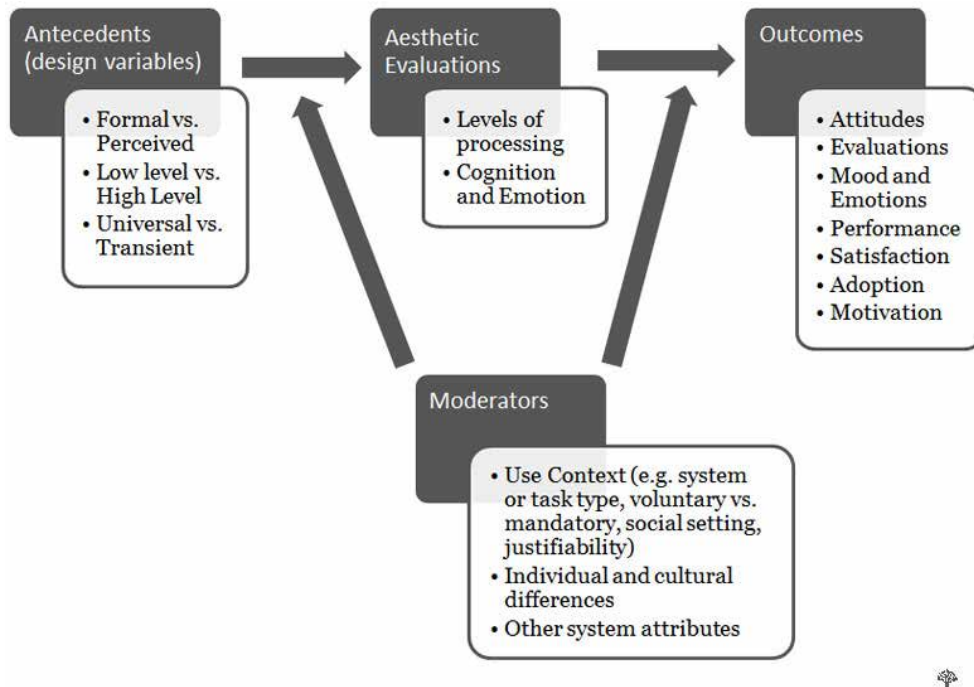 Antecedents
(design variables)
• Formal vs.
Perceived
• Low level vs.
High Level
• Universal vs.
Transient
Aesthetic
Evaluations
• Levels of
processing
• Cognition
and Emotion
Outcomes
• Attitudes
• Evaluations
• Mood and
Emotions
• Performance
• Satisfaction
• Adoption
• Motivation
Moderators
• Use Context (e.g. system
or task type, voluntary vs.
mandatory, social setting,
justifiability)
• Individual and cultural
differences
• Other system attributes